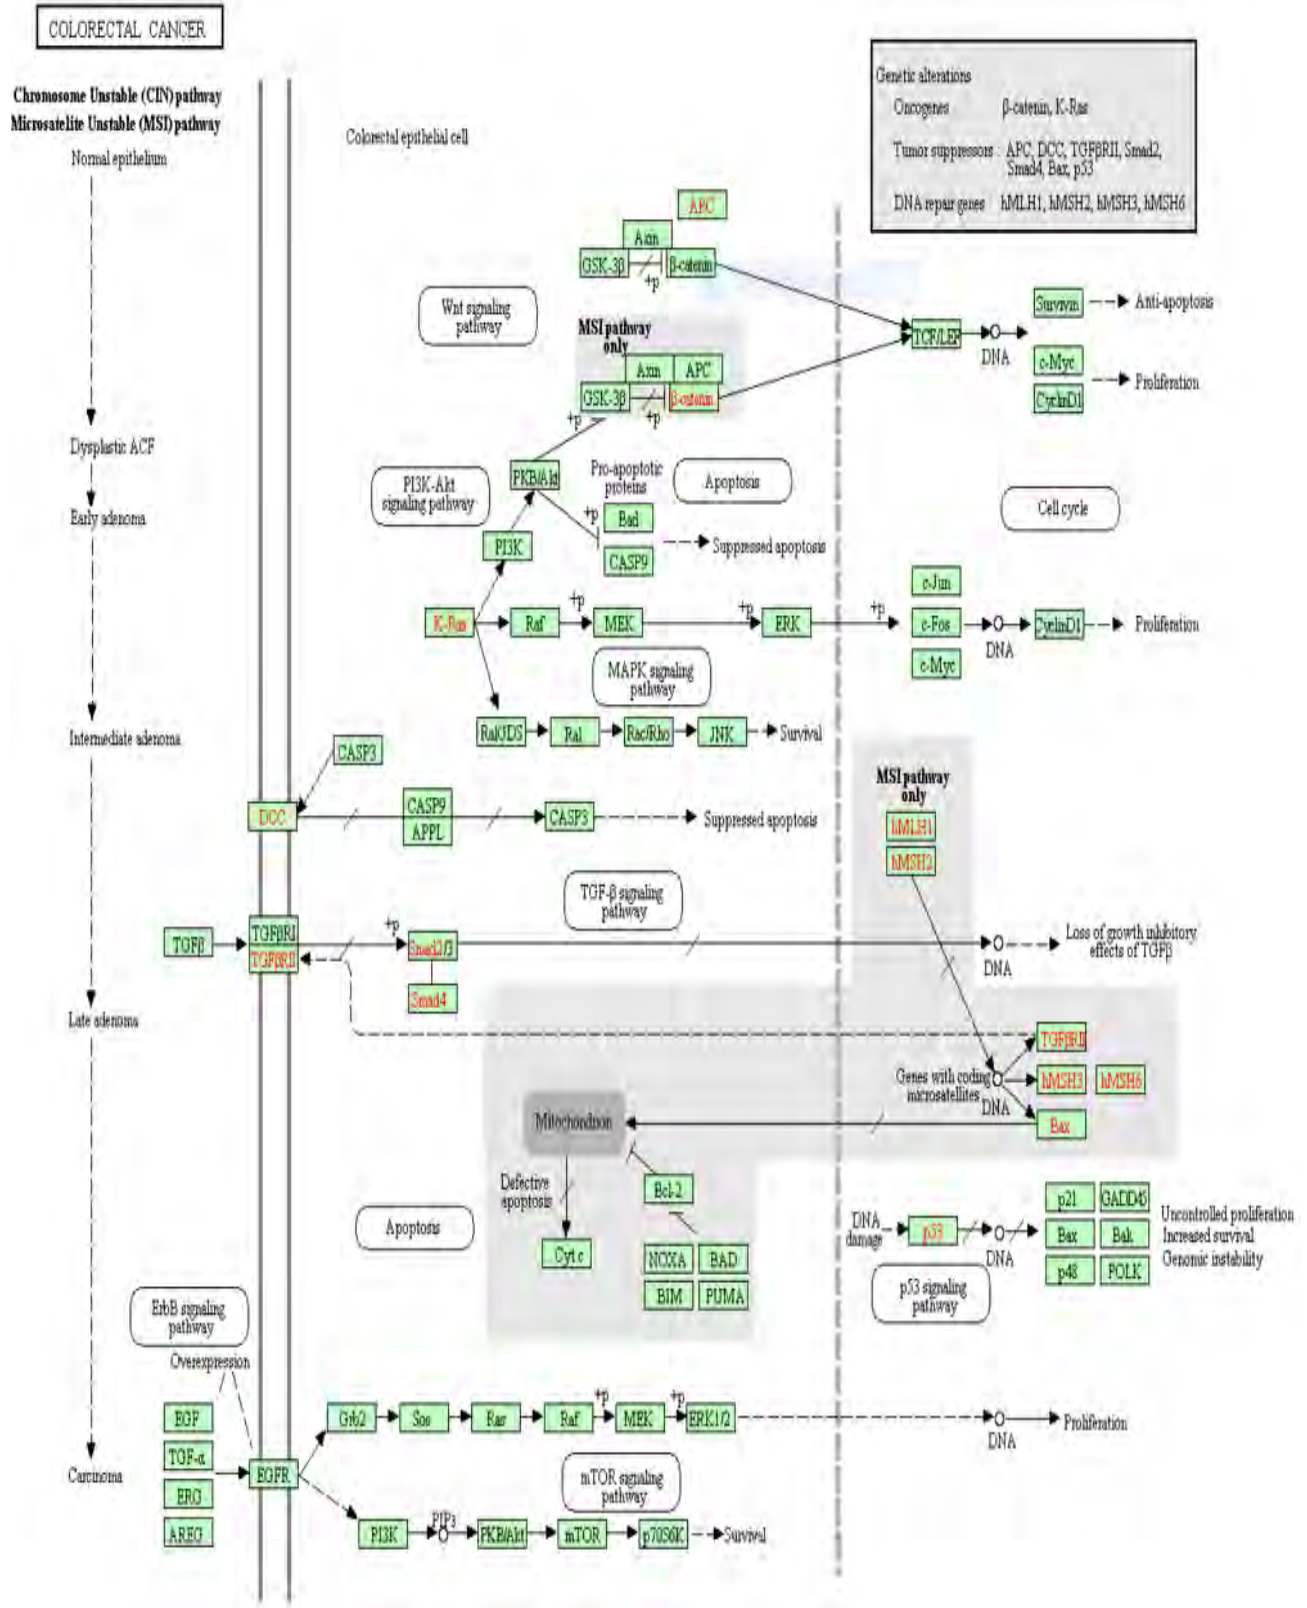 COLORECTAL CANCER
Chromosome Unstable (CIN) pathway
Microsatelite Unstable (MSI) pathway
Normal epithelium
Colorectal epithelial cell
Genetic alterations
Oncogenes β-catenin, K-Ras
Tumor suppressors : APC, DCC, TGFβRII, Smad2,
Smad4, Bax, p53
DNA repair genes hMLH1, hMSH2, hMSH3, hMSH6
APC
Axin
GSK-3β
β-catenin
+p
Wnt signaling
pathway
MSI pathway
only
Axin APC
GSK-3β
β-catenin
+p
+p
TCF/LEF
DNA
Survivin
Anti-apoptosis
c-Myc
CyclinD1
Proliferation
Dysplastic ACF
Early adenoma
PI3K-Akt
signaling pathway
PKB/Akt
Pro-apoptotic
proteins
Apoptosis
Cell cycle
+p
Bad
CASP9
Suppressed apoptosis
PI3K
K-Ras
Raf
+p
MEK
+p
ERK
+p
c-Jun
c-Fos
c-Myc
DNA
CyclinD1
Proliferation
MAPK signaling
pathway
Intermediate adenoma
RalGDS
Ral
Rac/Rho
JNK
Survival
CASP3
DCC
CASP9
APPL
CASP3
Suppressed apoptosis
MSI pathway
only
hMLH1
hMSH2
TGF-β signaling
pathway
TGFβ
TGFβRI
TGFβRII
+p
Smad2/3
Smad4
DNA
Loss of growth inhibitory
effects of TGFβ
Late adenoma
Genes with coding
microsatellites
DNA
TGFβRII
hMSH3 hMSH6
Bax
Mitochondrion
Defective
apoptosis
Bcl-2
Cyt c
NOXA BAD
BIM PUMA
Apoptosis
DNA
damage
p53
DNA
p21 GADD45
Bax Bak
p48 POLK
Uncontrolled proliferation
Increased survival
Genomic instability
p53 signaling
pathway
ErbB signaling
pathway
Overexpression
EGF
TGF-α
ERG
AREG
EGFR
Carcinoma
Grb2
Sos
Ras
Raf
+p
MEK
+p
ERK1/2
DNA
Proliferation
mTOR signaling
pathway
PI3K
PIP3
PKB/Akt
mTOR
p70S6K
Survival